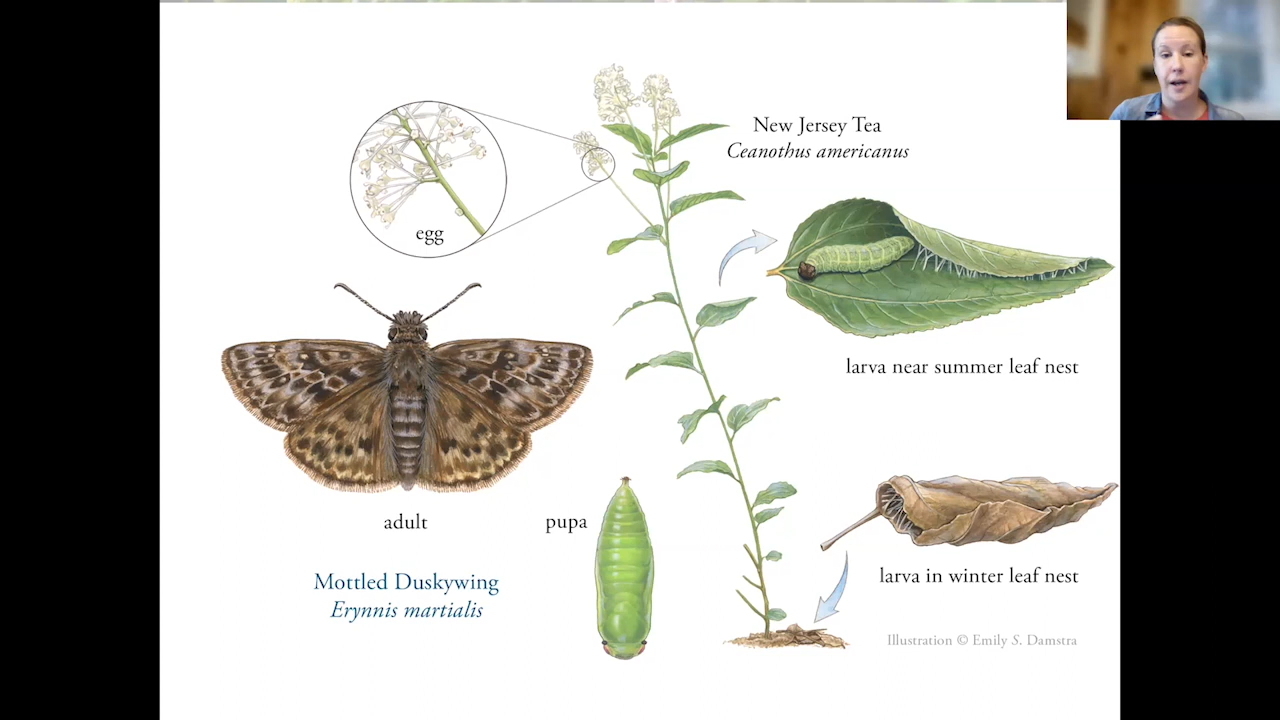 New Jersey Tea
Ceanothus americanus
egg
larva near summer leaf nest
adult
pupa
Mottled Duskywing
Erynnis martialis
larva in winter leaf nest
Illustration © Emily S. Damstra